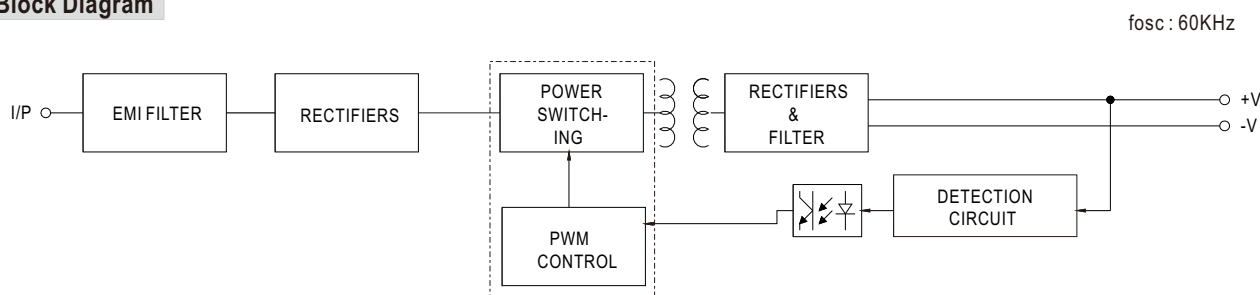 Block Diagram
fosc : 60KHz
I/P
EMI FILTER
RECTIFIERS
POWER
SWITCH-
ING
RECTIFIERS
&
FILTER
+V
-V
DETECTION
CIRCUIT
PWM
CONTROL